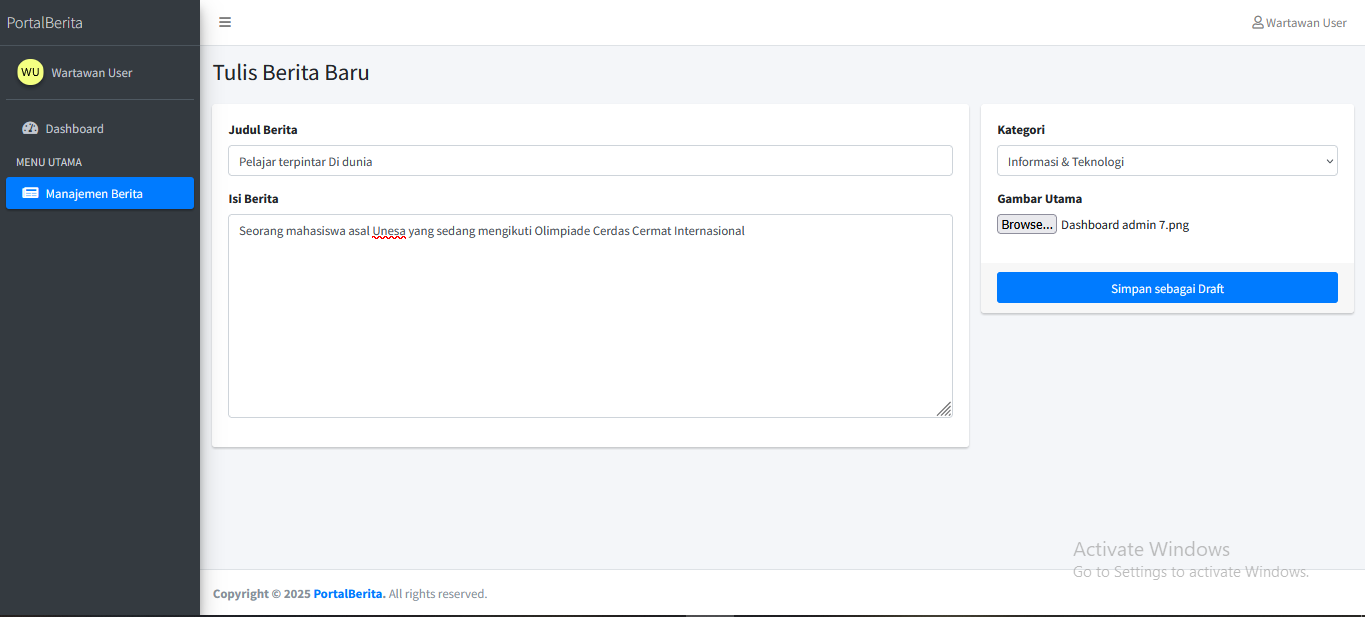 PortalBerita
Wartawan User
WU Wartawan User
Dashboard
MENU UTAMA
Manajemen Berita
Tulis Berita Baru
Judul Berita
Pelajar terpintar Di dunia
Isi Berita
Seorang mahasiswa asal Unesa yang sedang mengikuti Olimpiade Cerdas Cermat Internasional
Kategori
Informasi & Teknologi
Gambar Utama
Browse... Dashboard admin 7.png
Simpan sebagai Draft
Activate Windows
Go to Settings to activate Windows.
Copyright © 2025 PortalBerita. All rights reserved.